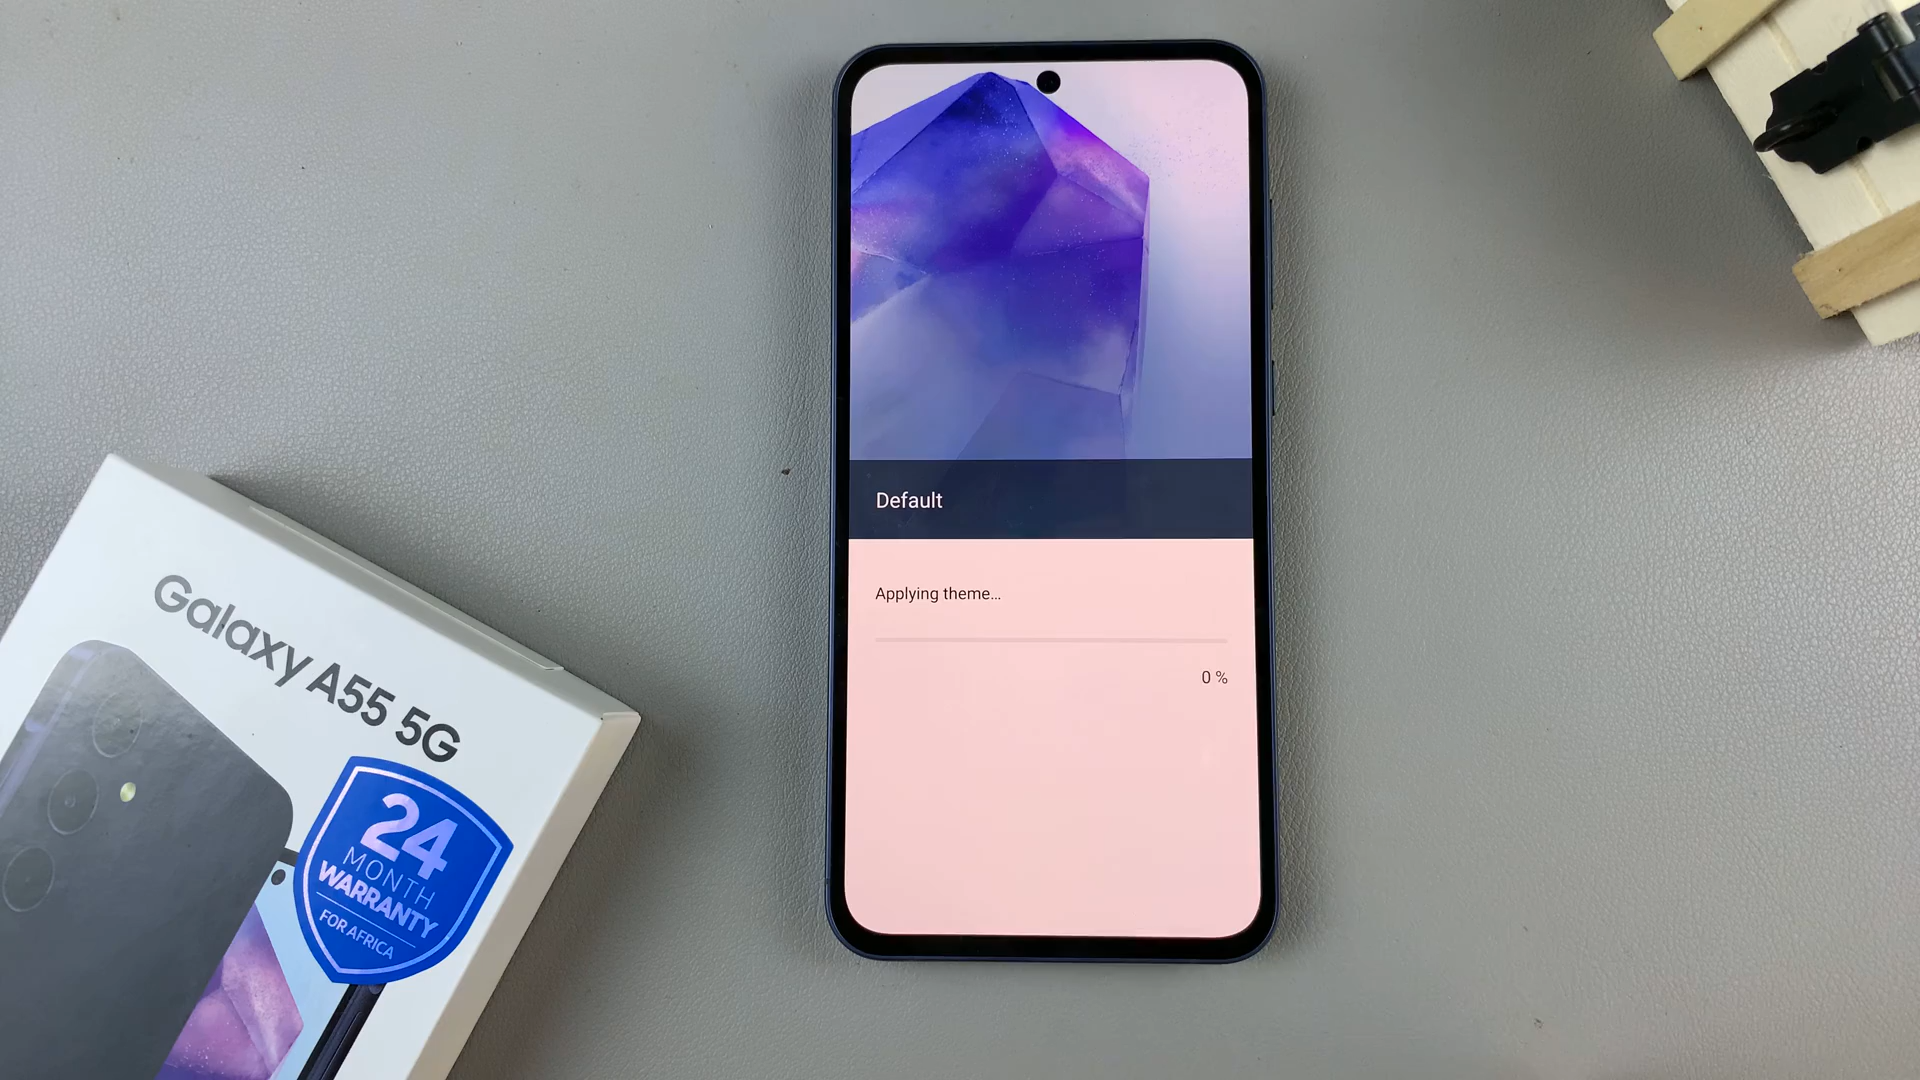 Default
Applying theme...
0 %
Galaxy A55 5G
24
MONTH
WARRANTY
FOR AFRICA